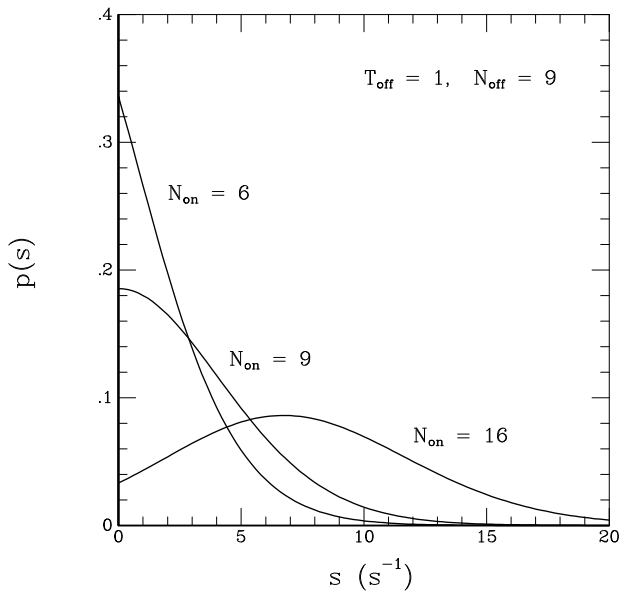 .4
T_off = 1, N_off = 9
.3
N_on = 6
p(s)
.2
N_on = 9
.1
N_on = 16
0
0 5 10 15 20
s (s⁻¹)